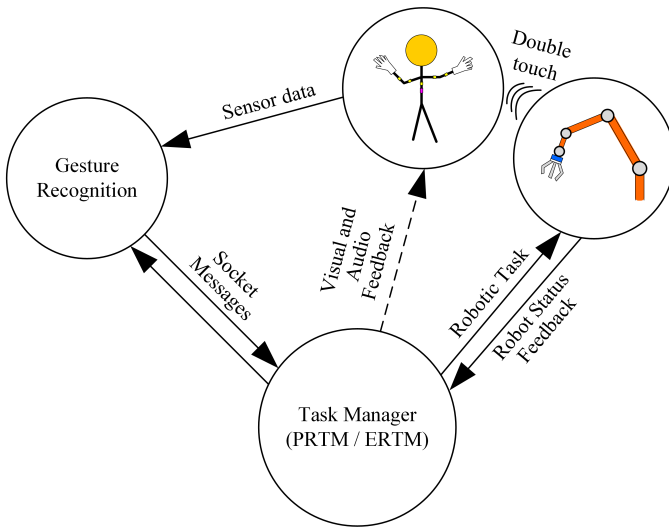 Double
touch
Sensor data
Gesture
Recognition
Visual and
Audio
Feedback
Socket
Messages
Robotic Task
Robot Status
Feedback
Task Manager
(PRTM / ERTM)